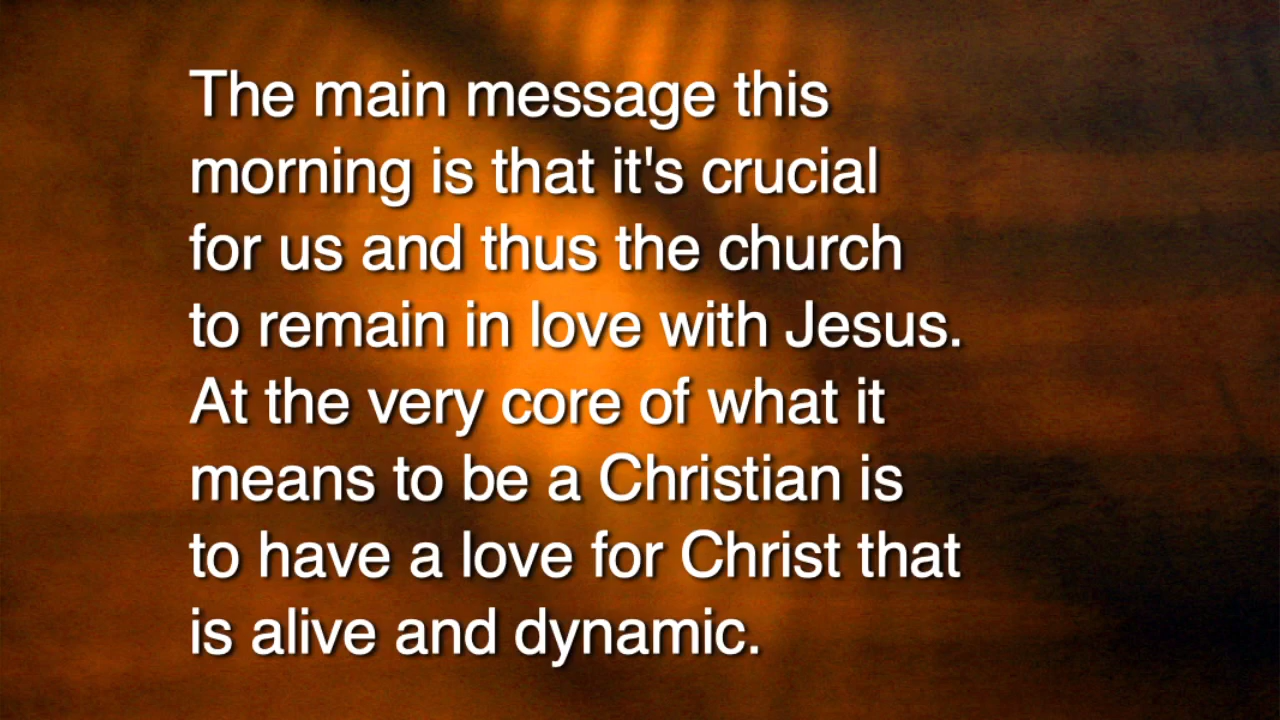 The main message this
morning is that it's crucial
for us and thus the church
to remain in love with Jesus.
At the very core of what it
means to be a Christian is
to have a love for Christ that
is alive and dynamic.